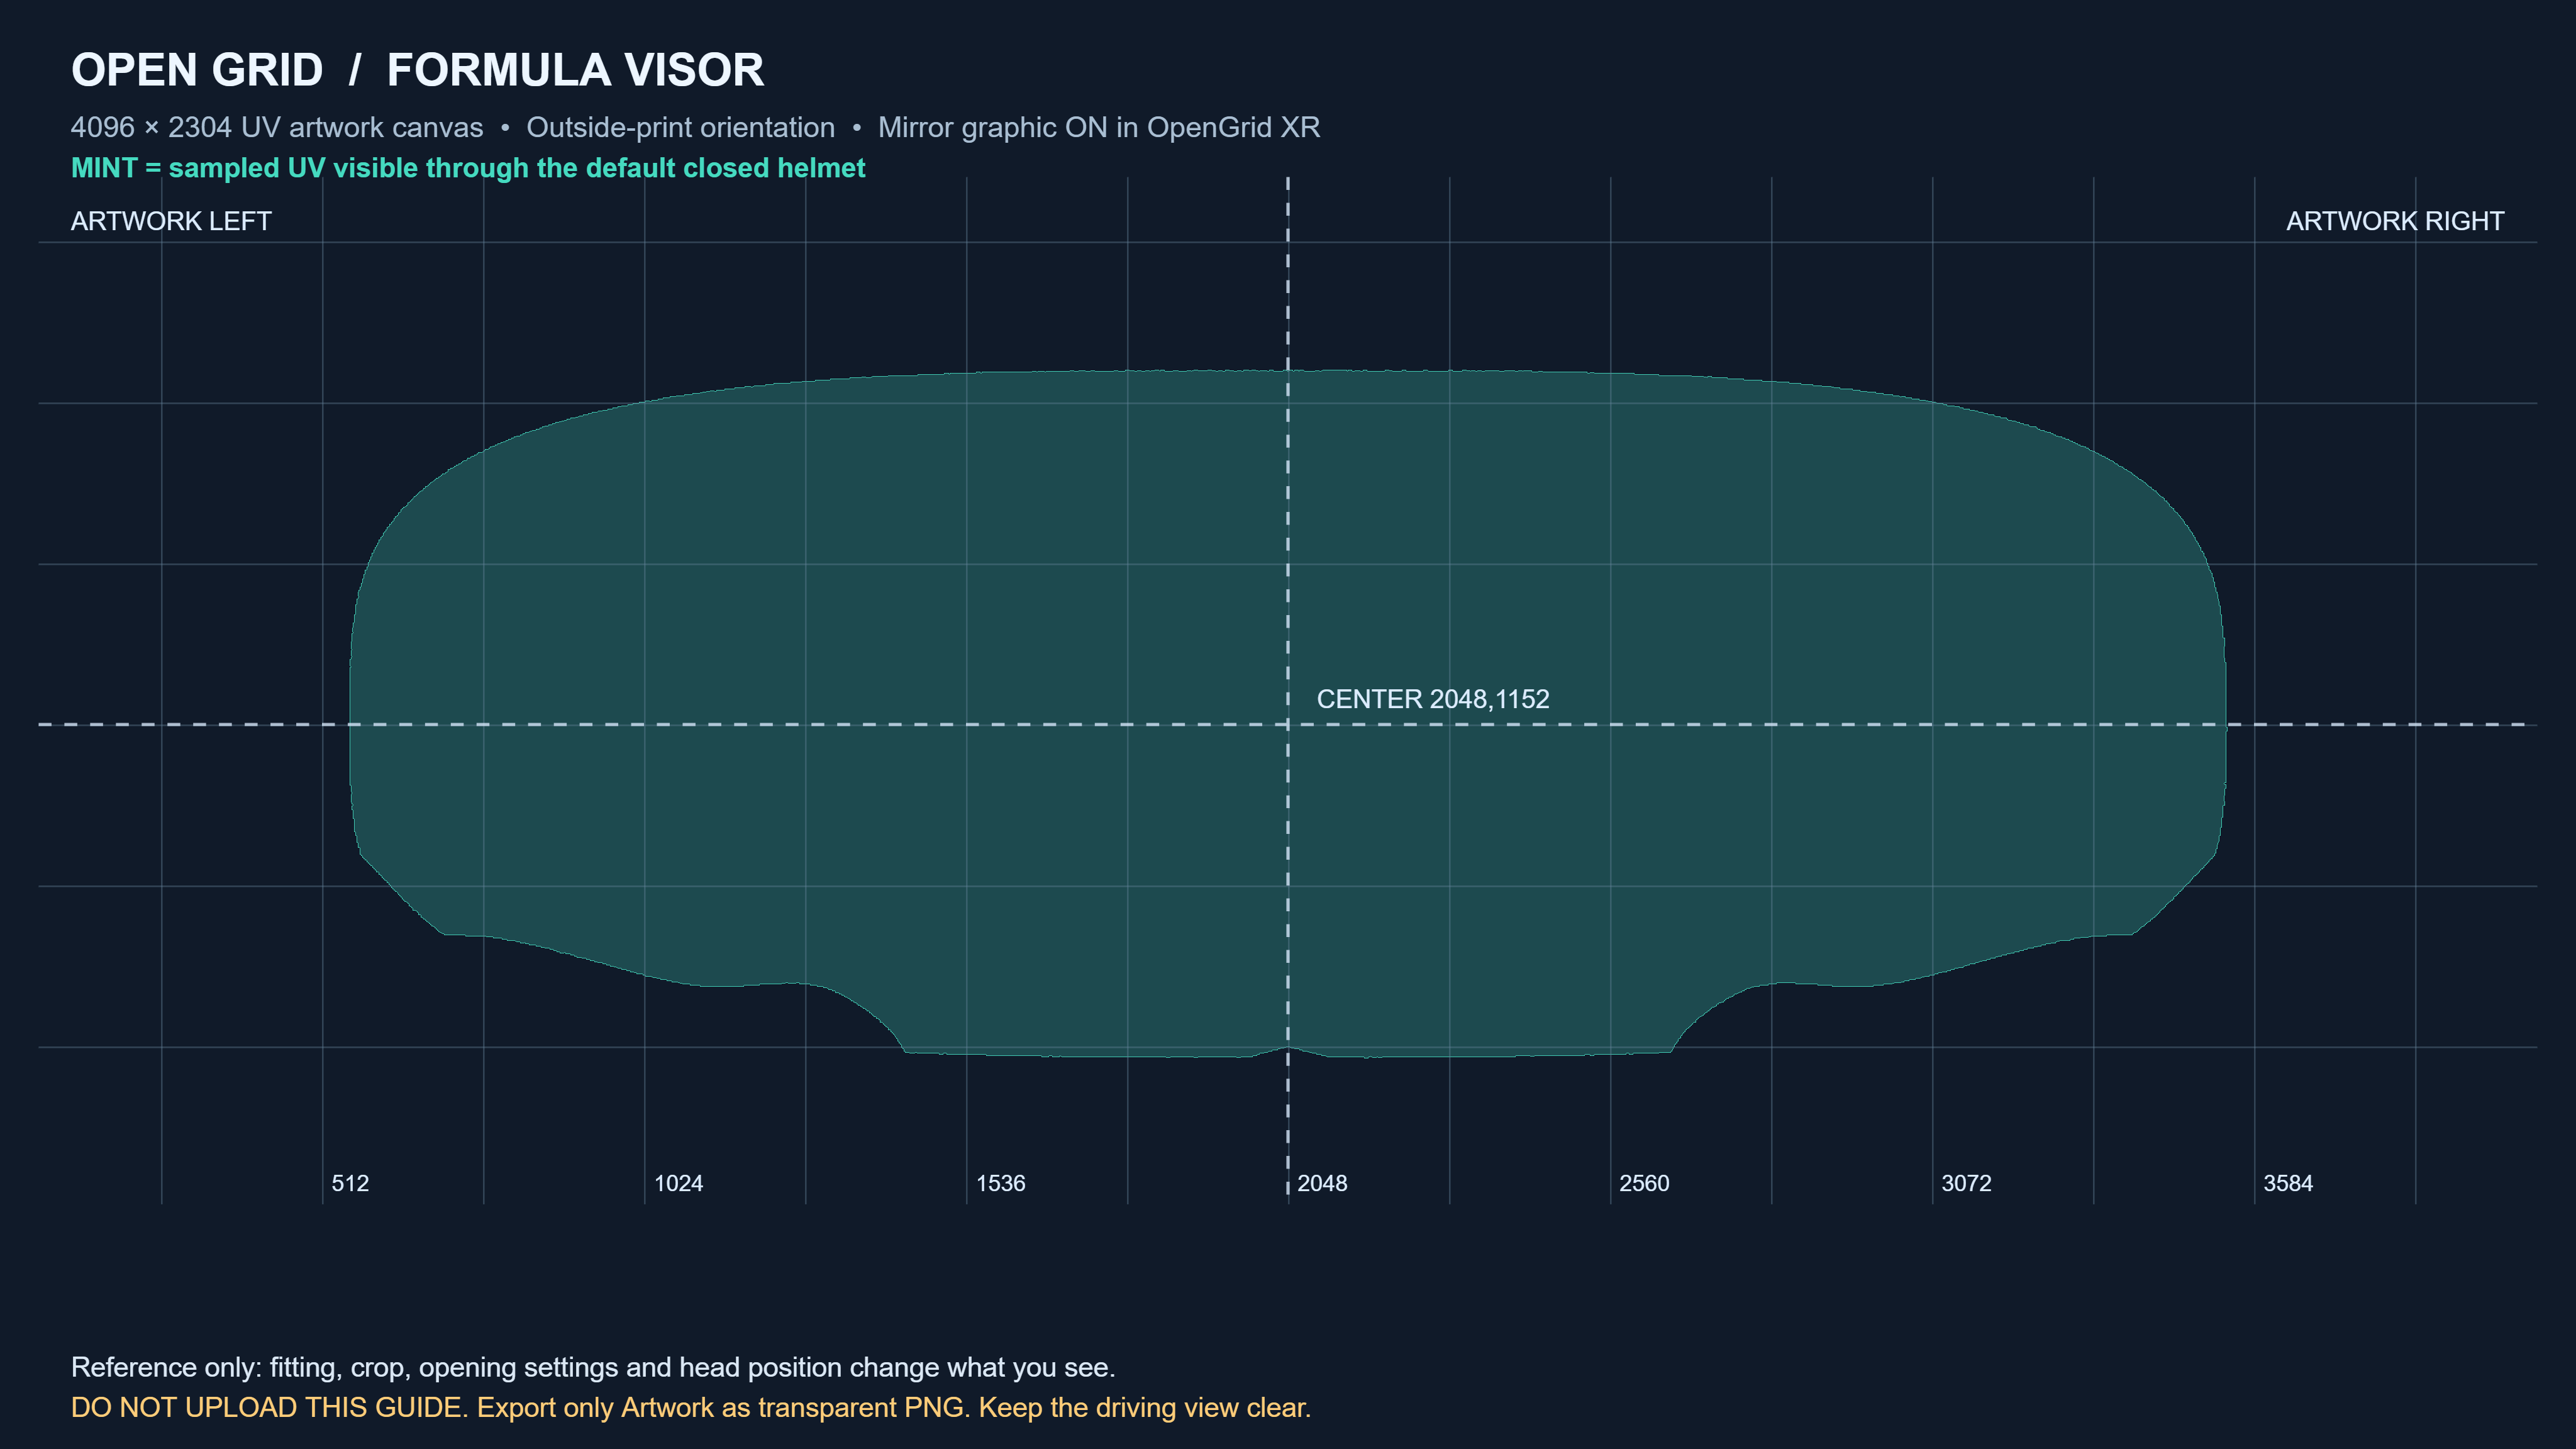 OPEN GRID / FORMULA VISOR
4096 × 2304 UV artwork canvas • Outside-print orientation • Mirror graphic ON in OpenGrid XR
MINT = sampled UV visible through the default closed helmet
ARTWORK LEFT
ARTWORK RIGHT
CENTER 2048,1152
512
1024
1536
2048
2560
3072
3584
Reference only: fitting, crop, opening settings and head position change what you see.
DO NOT UPLOAD THIS GUIDE. Export only Artwork as transparent PNG. Keep the driving view clear.